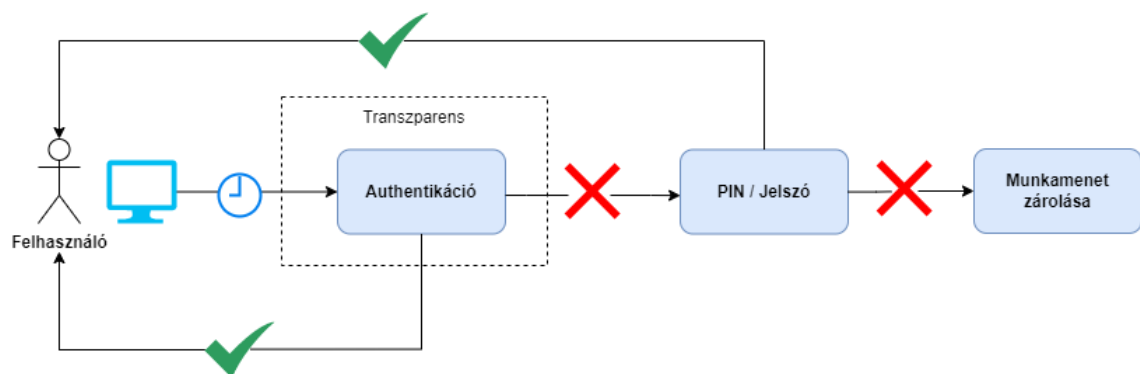 Transzparens
Authentikáció
PIN / Jelszó
Munkamenet
zárolása
Felhasználó